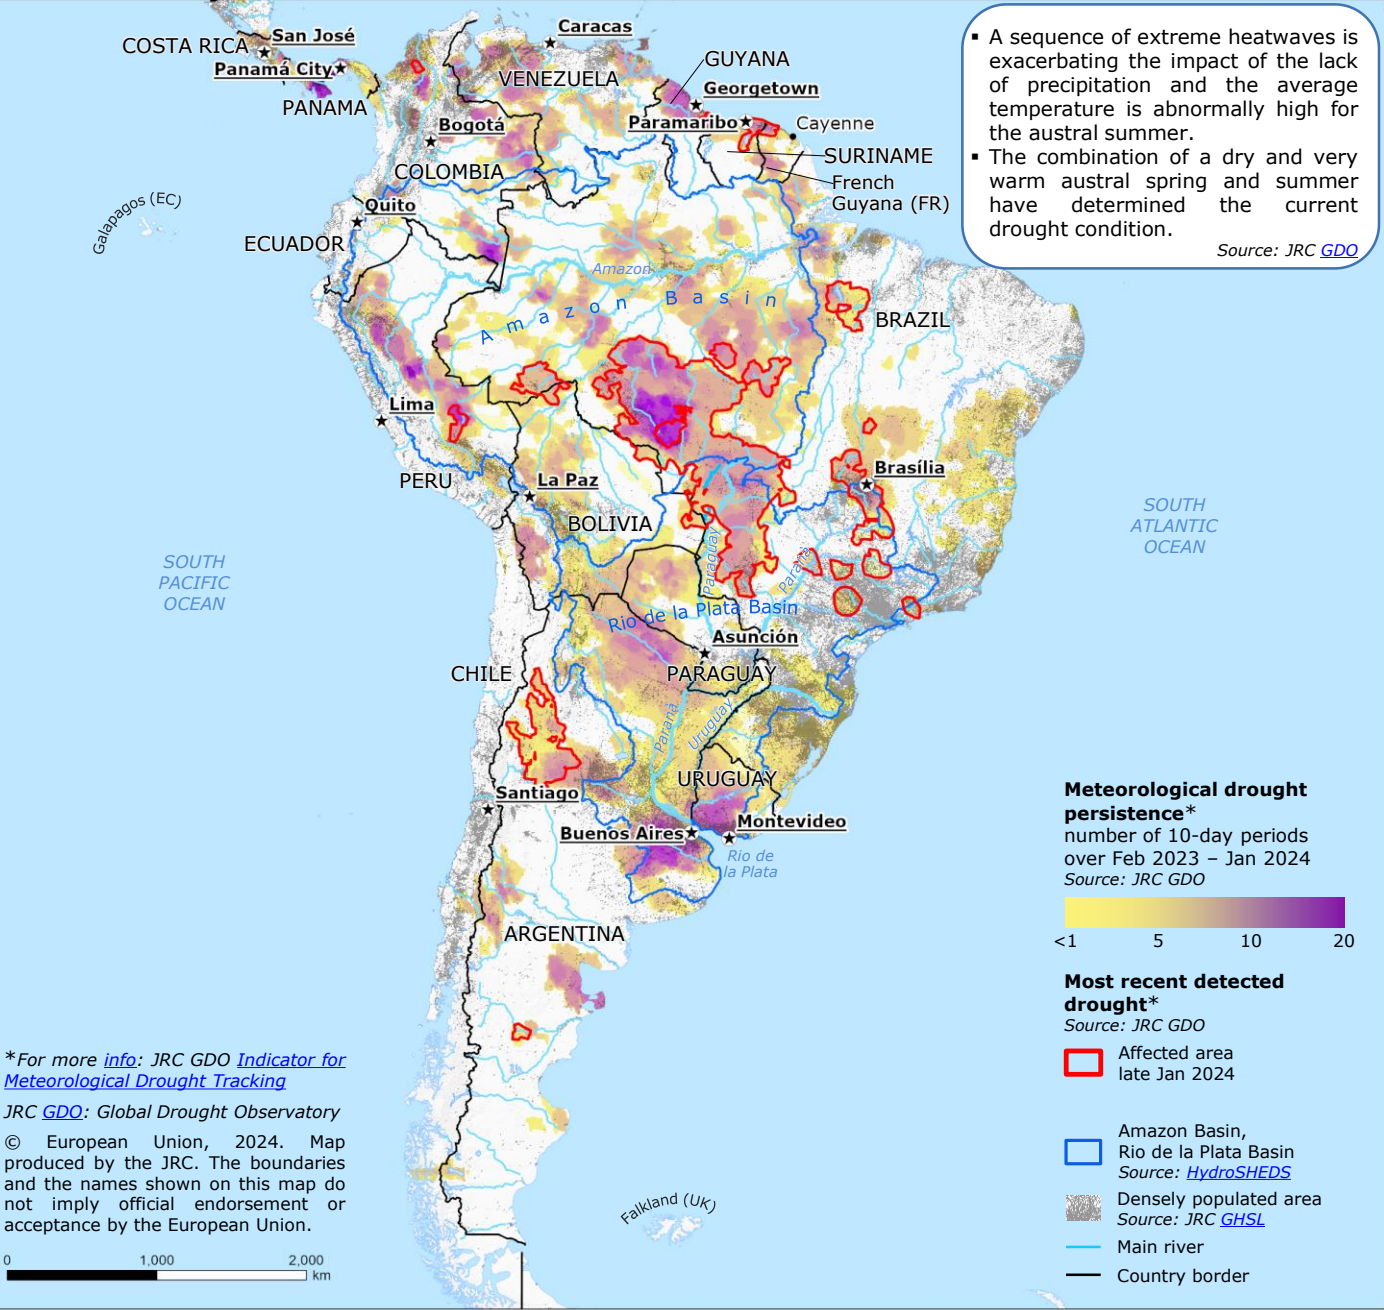 COSTA RICA
San José
Panamá City
PANAMA
Caracas
VENEZUELA
GUYANA
Georgetown
Paramaribo
Cayenne
SURINAME
French
Guyana (FR)
Bogotá
COLOMBIA
Galapagos (EC)
Quito
ECUADOR
Amazon
Amazon Basin
BRAZIL
Lima
PERU
La Paz
BOLIVIA
Brasília
SOUTH
PACIFIC
OCEAN
SOUTH
ATLANTIC
OCEAN
Paraguay
Paraná
Rio de la Plata Basin
Asunción
PARAGUAY
CHILE
Paraná
Uruguay
URUGUAY
Santiago
Buenos Aires
Montevideo
Rio de
la Plata
ARGENTINA
Falkland (UK)
▪ A sequence of extreme heatwaves is
exacerbating the impact of the lack
of precipitation and the average
temperature is abnormally high for
the austral summer.
▪ The combination of a dry and very
warm austral spring and summer
have determined the current
drought condition.
Source: JRC GDO
Meteorological drought
persistence*
number of 10-day periods
over Feb 2023 – Jan 2024
Source: JRC GDO
<1 5 10 20
Most recent detected
drought*
Source: JRC GDO
Affected area
late Jan 2024
Amazon Basin,
Rio de la Plata Basin
Source: HydroSHEDS
Densely populated area
Source: JRC GHSL
Main river
Country border
*For more info: JRC GDO Indicator for
Meteorological Drought Tracking
JRC GDO: Global Drought Observatory
© European Union, 2024. Map
produced by the JRC. The boundaries
and the names shown on this map do
not imply official endorsement or
acceptance by the European Union.
0 1,000 2,000
km